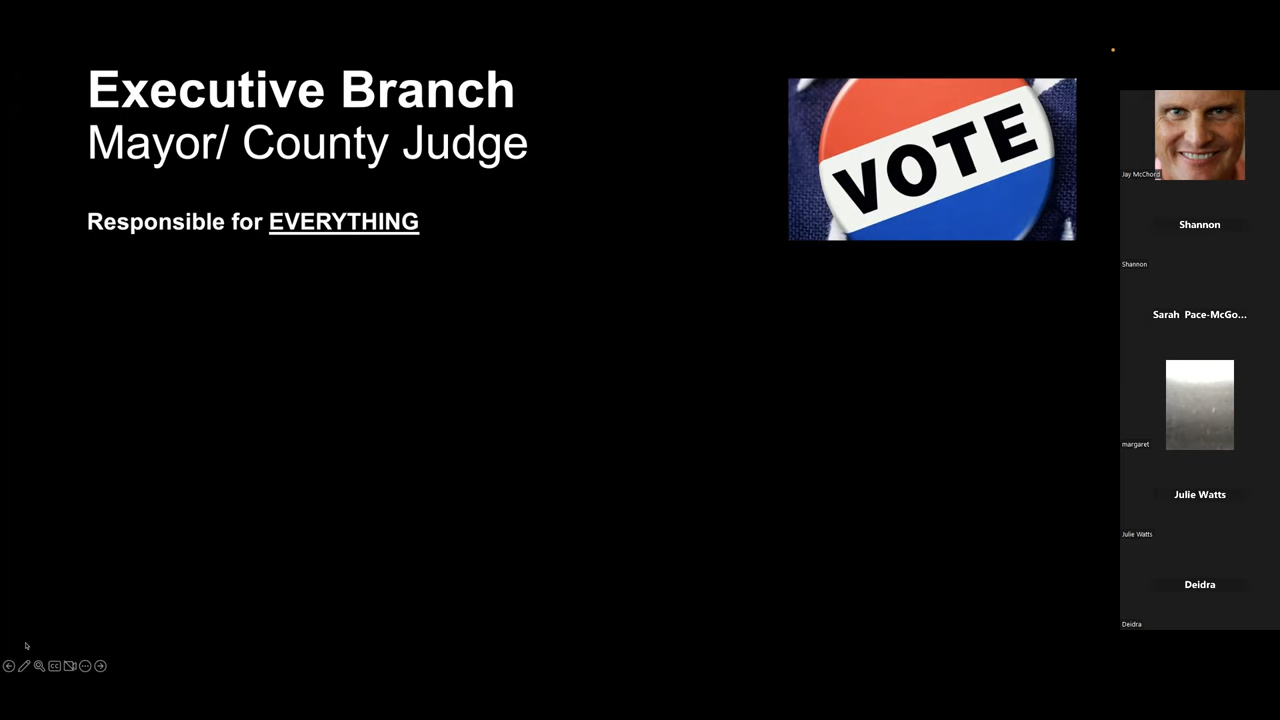 Executive Branch
Mayor/ County Judge
Responsible for EVERYTHING
VOTE
Jay McChord
Shannon
Shannon
Sarah Pace-McGo...
margaret
Julie Watts
Julie Watts
Deidra
Deidra
CC